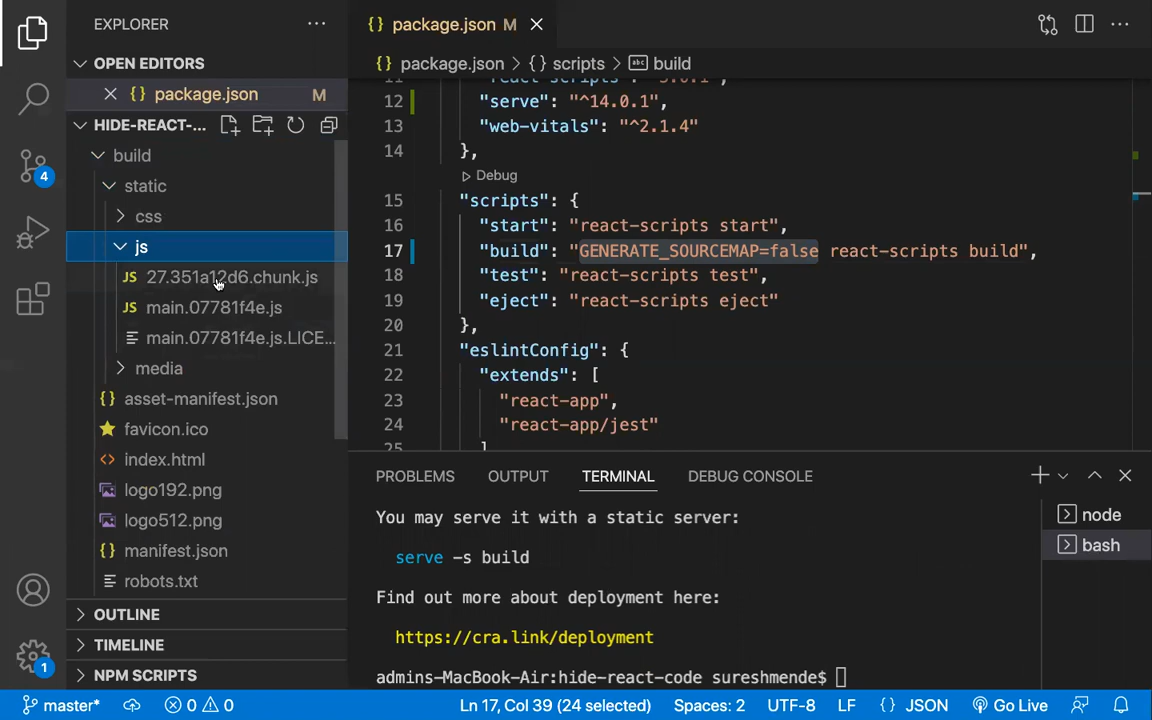 EXPLORER
OPEN EDITORS
package.json M
HIDE-REACT-...
build
static
css
js
JS 27.351a12d6.chunk.js
JS main.07781f4e.js
main.07781f4e.js.LICE...
media
{} asset-manifest.json
favicon.ico
<> index.html
logo192.png
logo512.png
{} manifest.json
robots.txt
OUTLINE
TIMELINE
NPM SCRIPTS
4
1
{} package.json M
{} package.json > {} scripts > abc build
12 "serve": "^14.0.1",
13 "web-vitals": "^2.1.4"
14 },
Debug
15 "scripts": {
16 "start": "react-scripts start",
17 "build": "GENERATE_SOURCEMAP=false react-scripts build",
18 "test": "react-scripts test",
19 "eject": "react-scripts eject"
20 },
21 "eslintConfig": {
22 "extends": [
23 "react-app",
24 "react-app/jest"
25 ]
PROBLEMS OUTPUT TERMINAL DEBUG CONSOLE
You may serve it with a static server:
serve -s build
Find out more about deployment here:
https://cra.link/deployment
admins-MacBook-Air:hide-react-code sureshmende$
node
bash
master* 0 0 Ln 17, Col 39 (24 selected) Spaces: 2 UTF-8 LF {} JSON Go Live